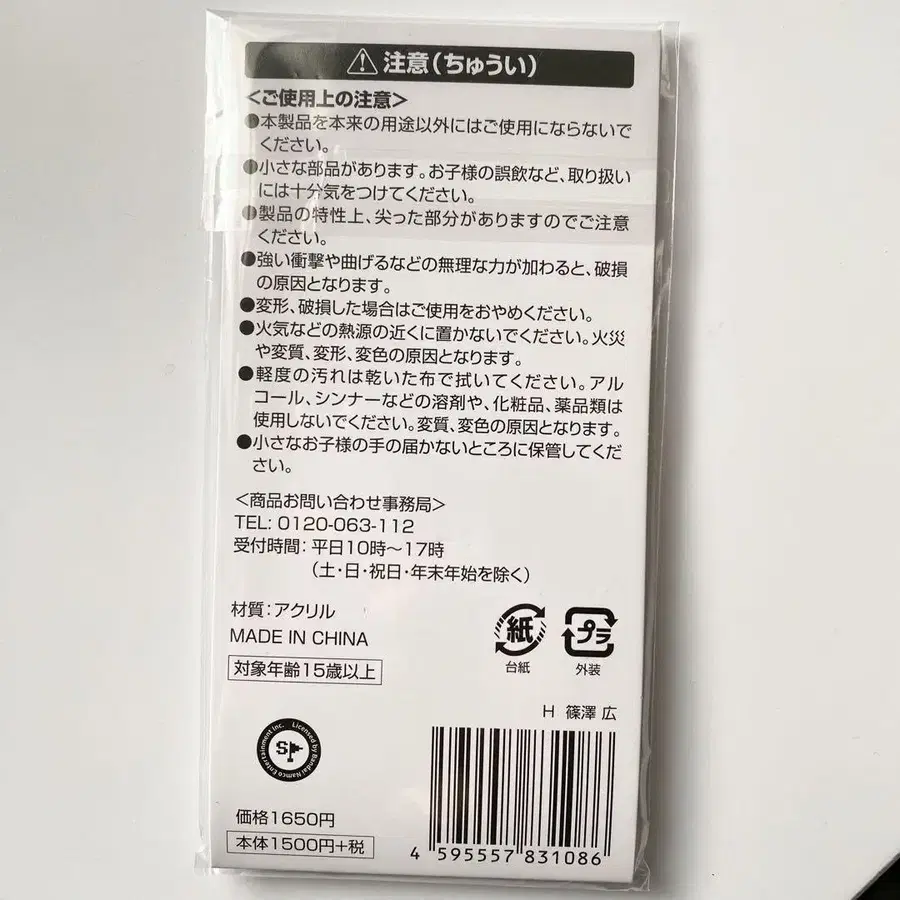 注意(ちゅうい)
<ご使用上の注意>
●本製品を本来の用途以外にはご使用にならないで
ください。
●小さな部品があります。お子様の誤飲など、取り扱い
には十分気をつけてください。
●製品の特性上、尖った部分がありますのでご注意
ください。
●強い衝撃や曲げるなどの無理な力が加わると、破損
の原因となります。
●変形、破損した場合はご使用をおやめください。
●火気などの熱源の近くに置かないでください。火災
や変質、変形、変色の原因となります。
●軽度の汚れは乾いた布で拭いてください。アル
コール、シンナーなどの溶剤や、化粧品、薬品類は
使用しないでください。変質、変色の原因となります。
●小さなお子様の手の届かないところに保管してくだ
さい。
<商品お問い合わせ事務局>
TEL: 0120-063-112
受付時間:平日10時~17時
(土・日・祝日・年末年始を除く)
材質:アクリル
MADE IN CHINA
対象年齢15歳以上
紙
台紙
プラ
外装
H 篠澤 広
Licensed by Bandai Namco Entertainment Inc.
SP
価格1650円
本体1500円+税
4 595557 831086